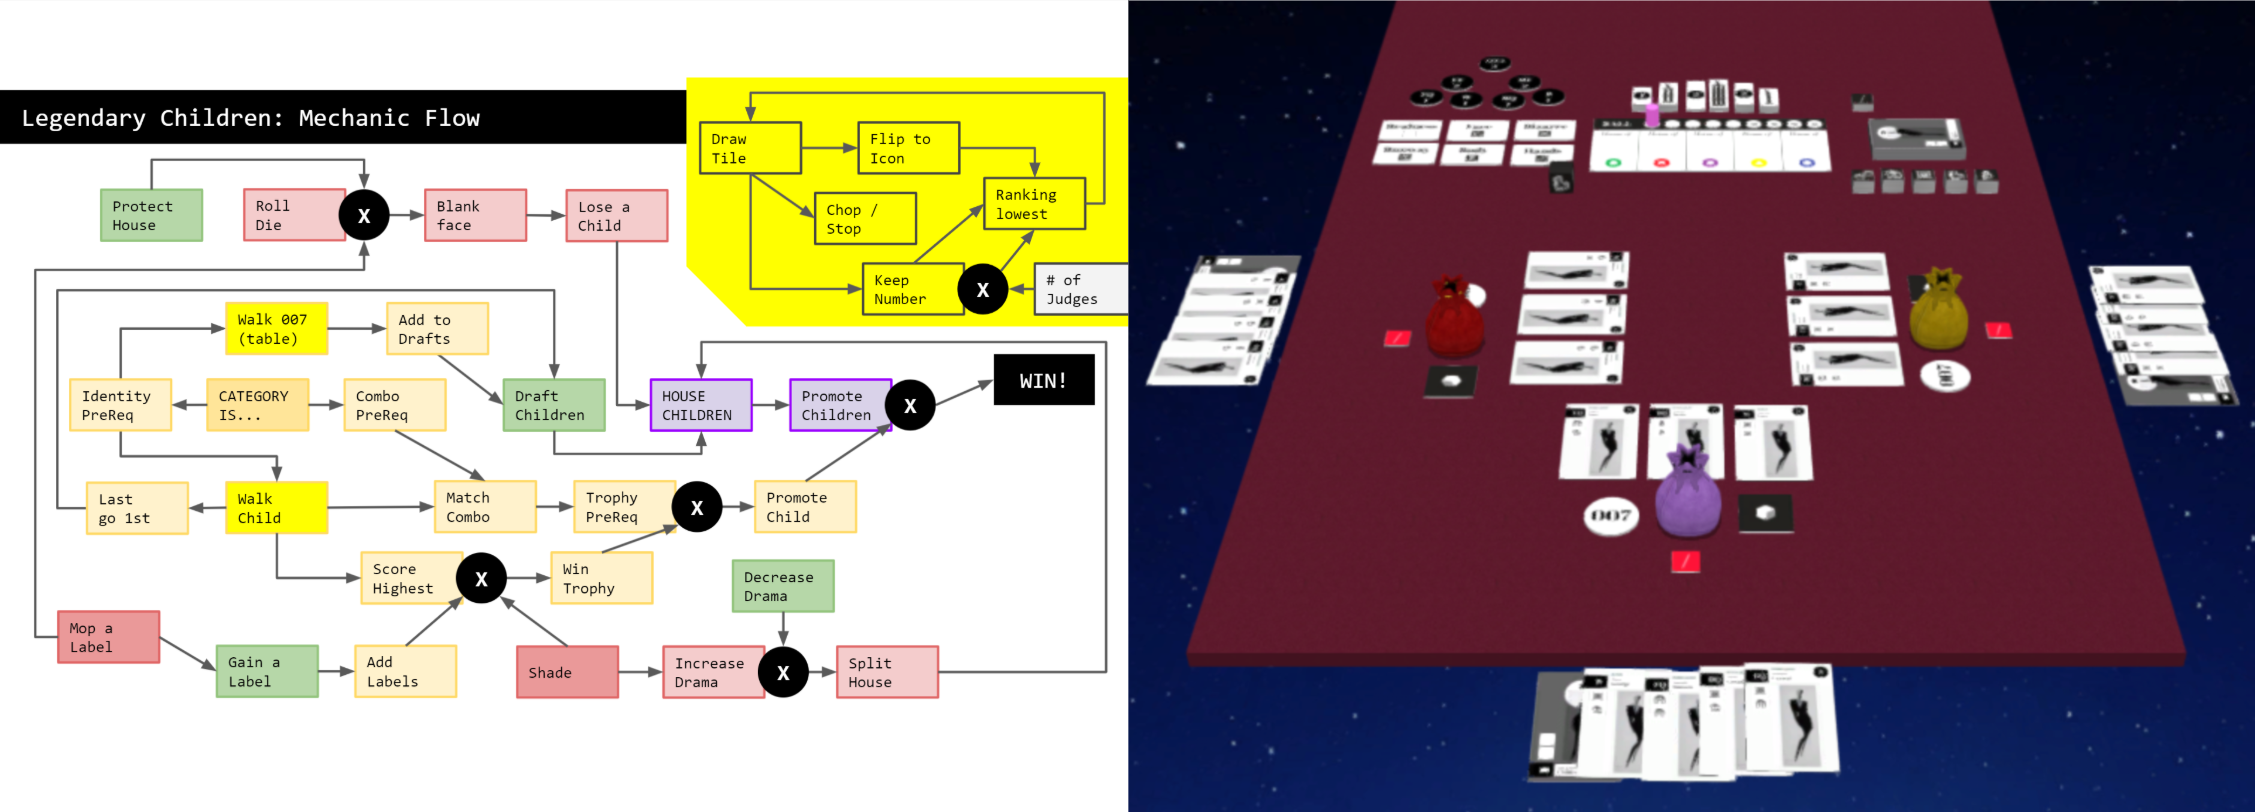 Legendary Children: Mechanic Flow
Draw
Tile
Flip to
Icon
Chop /
Stop
Ranking
lowest
Keep
Number
X
# of
Judges
Protect
House
Roll
Die
X
Blank
face
Lose a
Child
Walk 007
(table)
Add to
Drafts
Identity
PreReq
CATEGORY
IS...
Combo
PreReq
Draft
Children
HOUSE
CHILDREN
Promote
Children
X
WIN!
Last
go 1st
Walk
Child
Match
Combo
Trophy
PreReq
X
Promote
Child
Score
Highest
X
Win
Trophy
Decrease
Drama
Mop a
Label
Gain a
Label
Add
Labels
Shade
Increase
Drama
X
Split
House
007
007